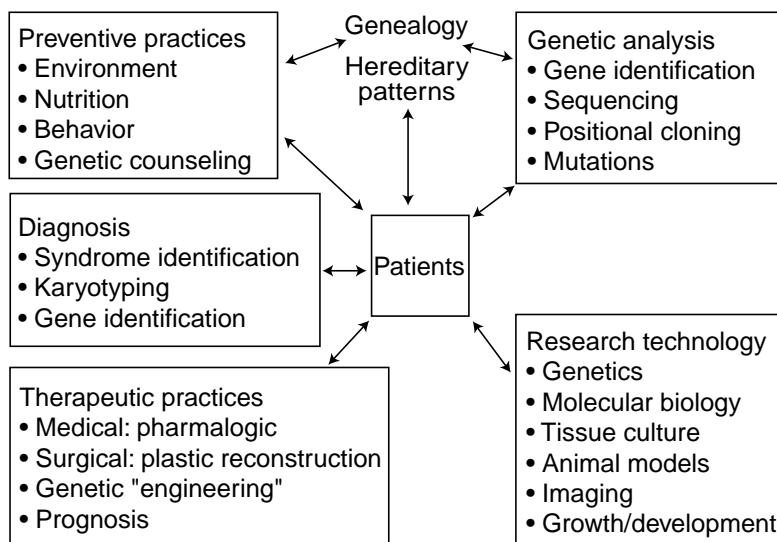 Preventive practices
• Environment
• Nutrition
• Behavior
• Genetic counseling
Genealogy
Hereditary
patterns
Genetic analysis
• Gene identification
• Sequencing
• Positional cloning
• Mutations
Diagnosis
• Syndrome identification
• Karyotyping
• Gene identification
Patients
Therapeutic practices
• Medical: pharmalogic
• Surgical: plastic reconstruction
• Genetic "engineering"
• Prognosis
Research technology
• Genetics
• Molecular biology
• Tissue culture
• Animal models
• Imaging
• Growth/development